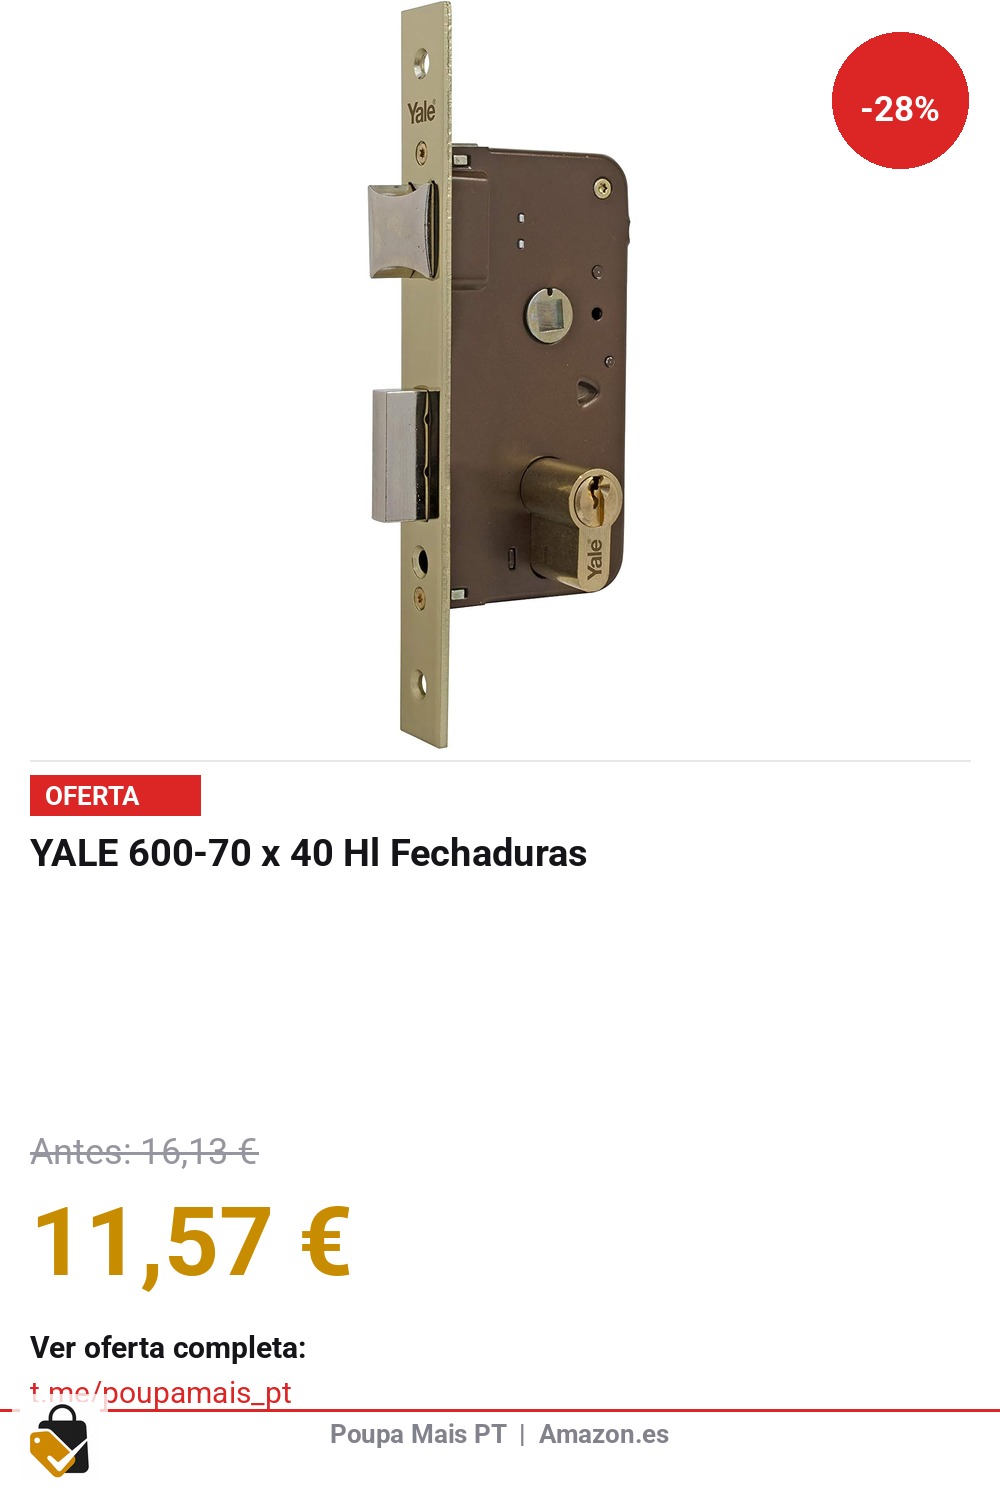 Yale
-28%
Yale
OFERTA
YALE 600-70 x 40 Hl Fechaduras
Antes: 16,13 €
11,57 €
Ver oferta completa:
t.me/poupamais_pt
Poupa Mais PT | Amazon.es